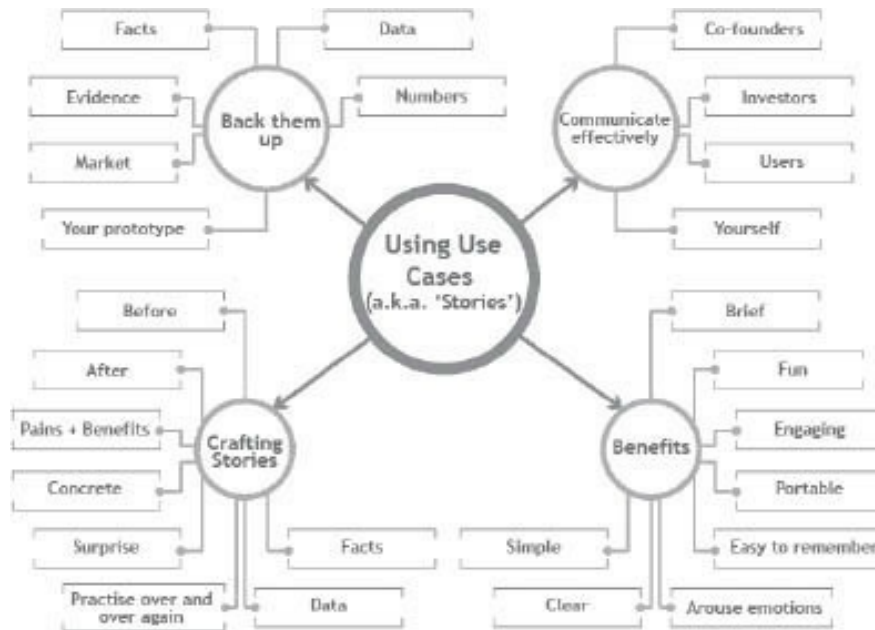 Facts
Data
Evidence
Numbers
Market
Your prototype
Back them
up
Co-founders
Investors
Users
Yourself
Communicate
effectively
Using Use
Cases
(a.k.a. 'Stories')
Before
After
Pains + Benefits
Concrete
Surprise
Practise over and
over again
Facts
Data
Crafting
Stories
Brief
Fun
Engaging
Portable
Easy to remember
Arouse emotions
Simple
Clear
Benefits